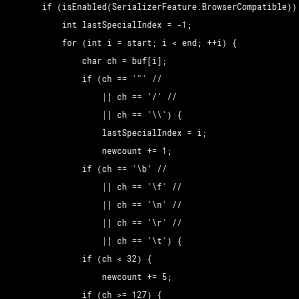 if (isEnabled(SerializerFeature.BrowserCompatible))
int lastSpecialIndex = -1;
for (int i = start; i < end; ++i) {
char ch = buf[i];
if (ch == '"' //
|| ch == '/' //
|| ch == '\\') {
lastSpecialIndex = i;
newcount += 1;
if (ch == '\b' //
|| ch == '\f' //
|| ch == '\n' //
|| ch == '\r' //
|| ch == '\t') {
if (ch < 32) {
newcount += 5;
if (ch >= 127) {